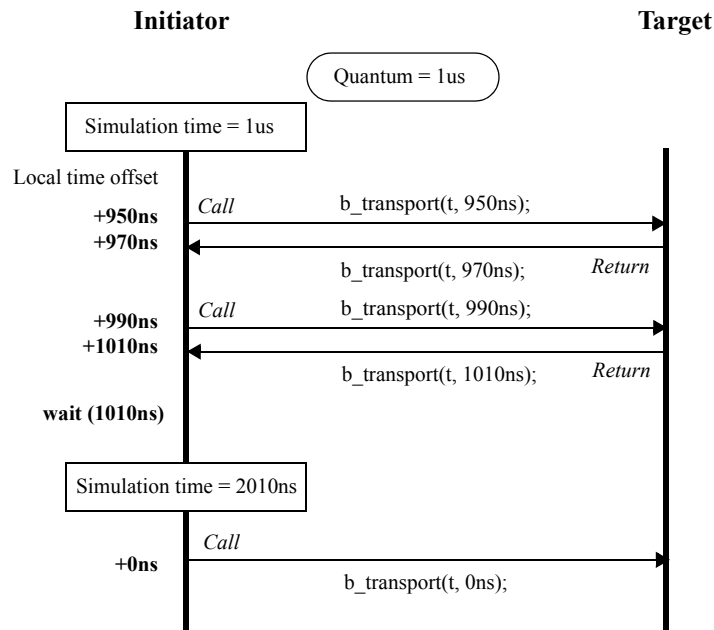 Initiator Target
Quantum = 1us
Simulation time = 1us
Local time offset
+950ns Call b_transport(t, 950ns);
+970ns
b_transport(t, 970ns); Return
+990ns Call b_transport(t, 990ns);
+1010ns
b_transport(t, 1010ns); Return
wait (1010ns)
Simulation time = 2010ns
Call
+0ns
b_transport(t, 0ns);